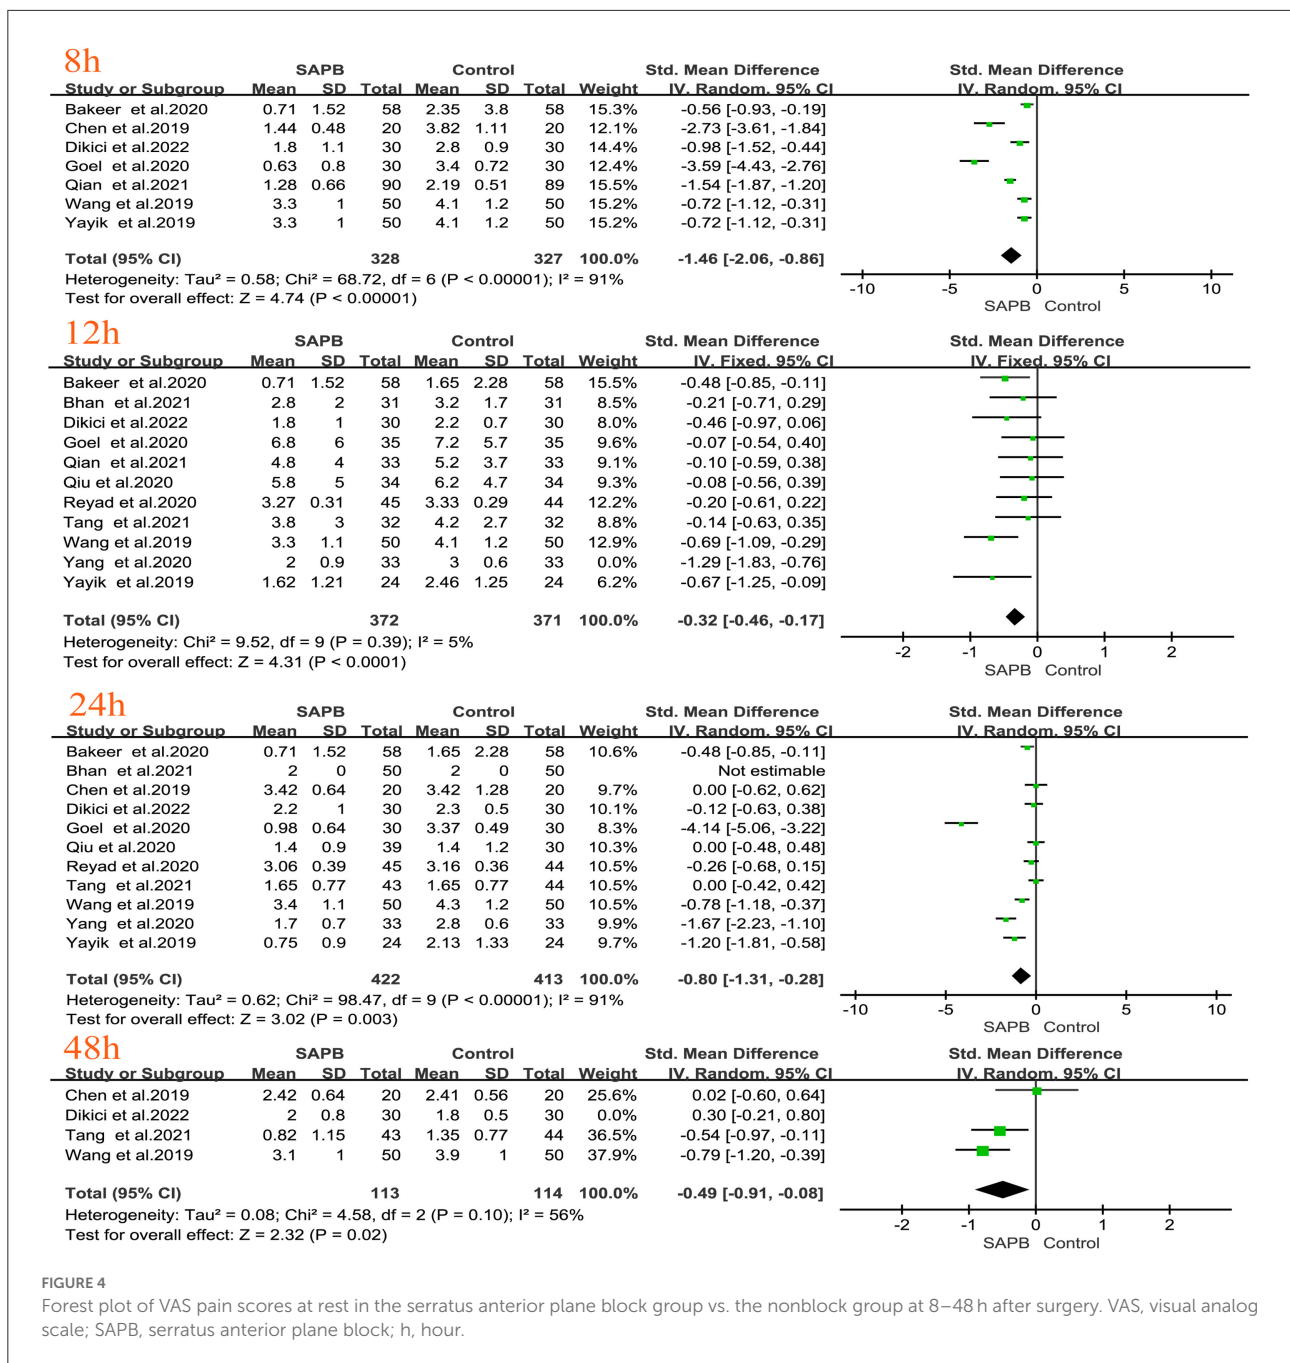 8h
SAPB Control Std. Mean Difference Std. Mean Difference
Study or Subgroup Mean SD Total Mean SD Total Weight IV. Random. 95% CI IV. Random. 95% CI
Bakeer et al.2020 0.71 1.52 58 2.35 3.8 58 15.3% -0.56 [-0.93, -0.19]
Chen et al.2019 1.44 0.48 20 3.82 1.11 20 12.1% -2.73 [-3.61, -1.84]
Dikici et al.2022 1.8 1.1 30 2.8 0.9 30 14.4% -0.98 [-1.52, -0.44]
Goel et al.2020 0.63 0.8 30 3.4 0.72 30 12.4% -3.59 [-4.43, -2.76]
Qian et al.2021 1.28 0.66 90 2.19 0.51 89 15.5% -1.54 [-1.87, -1.20]
Wang et al.2019 3.3 1 50 4.1 1.2 50 15.2% -0.72 [-1.12, -0.31]
Yayik et al.2019 3.3 1 50 4.1 1.2 50 15.2% -0.72 [-1.12, -0.31]
Total (95% CI) 328 327 100.0% -1.46 [-2.06, -0.86]
Heterogeneity: Tau² = 0.58; Chi² = 68.72, df = 6 (P < 0.00001); I² = 91%
Test for overall effect: Z = 4.74 (P < 0.00001)
-10 -5 0 5 10
SAPB Control
12h
SAPB Control Std. Mean Difference Std. Mean Difference
Study or Subgroup Mean SD Total Mean SD Total Weight IV. Fixed. 95% CI IV. Fixed. 95% CI
Bakeer et al.2020 0.71 1.52 58 1.65 2.28 58 15.5% -0.48 [-0.85, -0.11]
Bhan et al.2021 2.8 2 31 3.2 1.7 31 8.5% -0.21 [-0.71, 0.29]
Dikici et al.2022 1.8 1 30 2.2 0.7 30 8.0% -0.46 [-0.97, 0.06]
Goel et al.2020 6.8 6 35 7.2 5.7 35 9.6% -0.07 [-0.54, 0.40]
Qian et al.2021 4.8 4 33 5.2 3.7 33 9.1% -0.10 [-0.59, 0.38]
Qiu et al.2020 5.8 5 34 6.2 4.7 34 9.3% -0.08 [-0.56, 0.39]
Reyad et al.2020 3.27 0.31 45 3.33 0.29 44 12.2% -0.20 [-0.61, 0.22]
Tang et al.2021 3.8 3 32 4.2 2.7 32 8.8% -0.14 [-0.63, 0.35]
Wang et al.2019 3.3 1.1 50 4.1 1.2 50 12.9% -0.69 [-1.09, -0.29]
Yang et al.2020 2 0.9 33 3 0.6 33 0.0% -1.29 [-1.83, -0.76]
Yayik et al.2019 1.62 1.21 24 2.46 1.25 24 6.2% -0.67 [-1.25, -0.09]
Total (95% CI) 372 371 100.0% -0.32 [-0.46, -0.17]
Heterogeneity: Chi² = 9.52, df = 9 (P = 0.39); I² = 5%
Test for overall effect: Z = 4.31 (P < 0.0001)
-2 -1 0 1 2
SAPB Control
24h
SAPB Control Std. Mean Difference Std. Mean Difference
Study or Subgroup Mean SD Total Mean SD Total Weight IV. Random. 95% CI IV. Random. 95% CI
Bakeer et al.2020 0.71 1.52 58 1.65 2.28 58 10.6% -0.48 [-0.85, -0.11]
Bhan et al.2021 2 0 50 2 0 50 Not estimable
Chen et al.2019 3.42 0.64 20 3.42 1.28 20 9.7% 0.00 [-0.62, 0.62]
Dikici et al.2022 2.2 1 30 2.3 0.5 30 10.1% -0.12 [-0.63, 0.38]
Goel et al.2020 0.98 0.64 30 3.37 0.49 30 8.3% -4.14 [-5.06, -3.22]
Qiu et al.2020 1.4 0.9 39 1.4 1.2 30 10.3% 0.00 [-0.48, 0.48]
Reyad et al.2020 3.06 0.39 45 3.16 0.36 44 10.5% -0.26 [-0.68, 0.15]
Tang et al.2021 1.65 0.77 43 1.65 0.77 44 10.5% 0.00 [-0.42, 0.42]
Wang et al.2019 3.4 1.1 50 4.3 1.2 50 10.5% -0.78 [-1.18, -0.37]
Yang et al.2020 1.7 0.7 33 2.8 0.6 33 9.9% -1.67 [-2.23, -1.10]
Yayik et al.2019 0.75 0.9 24 2.13 1.33 24 9.7% -1.20 [-1.81, -0.58]
Total (95% CI) 422 413 100.0% -0.80 [-1.31, -0.28]
Heterogeneity: Tau² = 0.62; Chi² = 98.47, df = 9 (P < 0.00001); I² = 91%
Test for overall effect: Z = 3.02 (P = 0.003)
-10 -5 0 5 10
SAPB Control
48h
SAPB Control Std. Mean Difference Std. Mean Difference
Study or Subgroup Mean SD Total Mean SD Total Weight IV. Random. 95% CI IV. Random. 95% CI
Chen et al.2019 2.42 0.64 20 2.41 0.56 20 25.6% 0.02 [-0.60, 0.64]
Dikici et al.2022 2 0.8 30 1.8 0.5 30 0.0% 0.30 [-0.21, 0.80]
Tang et al.2021 0.82 1.15 43 1.35 0.77 44 36.5% -0.54 [-0.97, -0.11]
Wang et al.2019 3.1 1 50 3.9 1 50 37.9% -0.79 [-1.20, -0.39]
Total (95% CI) 113 114 100.0% -0.49 [-0.91, -0.08]
Heterogeneity: Tau² = 0.08; Chi² = 4.58, df = 2 (P = 0.10); I² = 56%
Test for overall effect: Z = 2.32 (P = 0.02)
-2 -1 0 1 2
SAPB Control
FIGURE 4
Forest plot of VAS pain scores at rest in the serratus anterior plane block group vs. the nonblock group at 8–48 h after surgery. VAS, visual analog
scale; SAPB, serratus anterior plane block; h, hour.